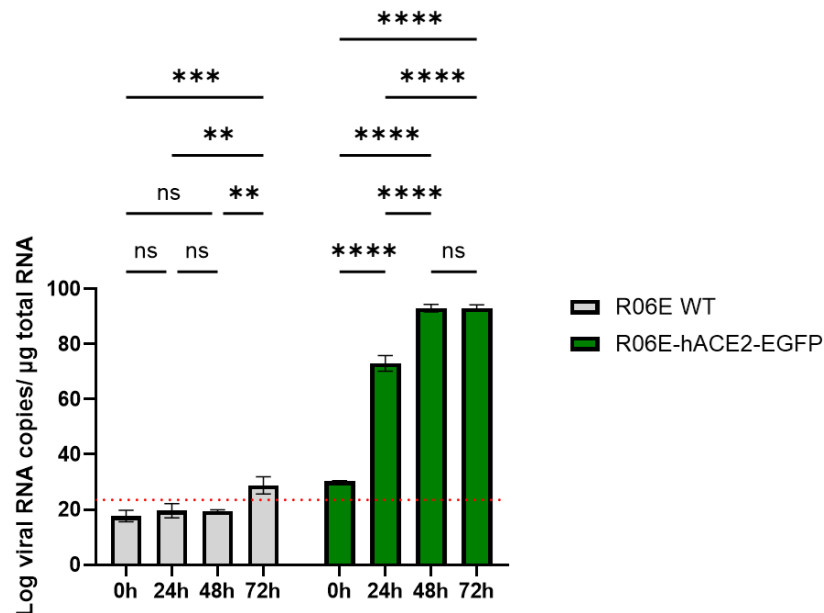 ****
*** ****
** ****
ns ** ****
ns ns **** ns
Log viral RNA copies/ µg total RNA
100
80
60
40
20
0
0h 24h 48h 72h 0h 24h 48h 72h
R06E WT
R06E-hACE2-EGFP